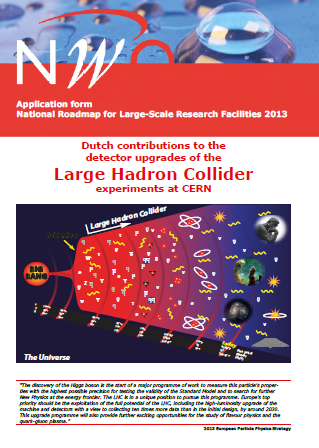 NWO
Application form
National Roadmap for Large-Scale Research Facilities 2013
Dutch contributions to the
detector upgrades of the
Large Hadron Collider
experiments at CERN
Large Hadron Collider
BIG
BANG
The Universe
"The discovery of the Higgs boson is the start of a major programme of work to measure this particle's proper-
ties with the highest possible precision for testing the validity of the Standard Model and to search for further
New Physics at the energy frontier. The LHC is in a unique position to pursue this programme. Europe's top
priority should be the exploitation of the full potential of the LHC, including the high-luminosity upgrade of the
machine and detectors with a view to collecting ten times more data than in the initial design, by around 2030.
This upgrade programme will also provide further exciting opportunities for the study of flavour physics and the
quark-gluon plasma."
2013 European Particle Physics Strategy